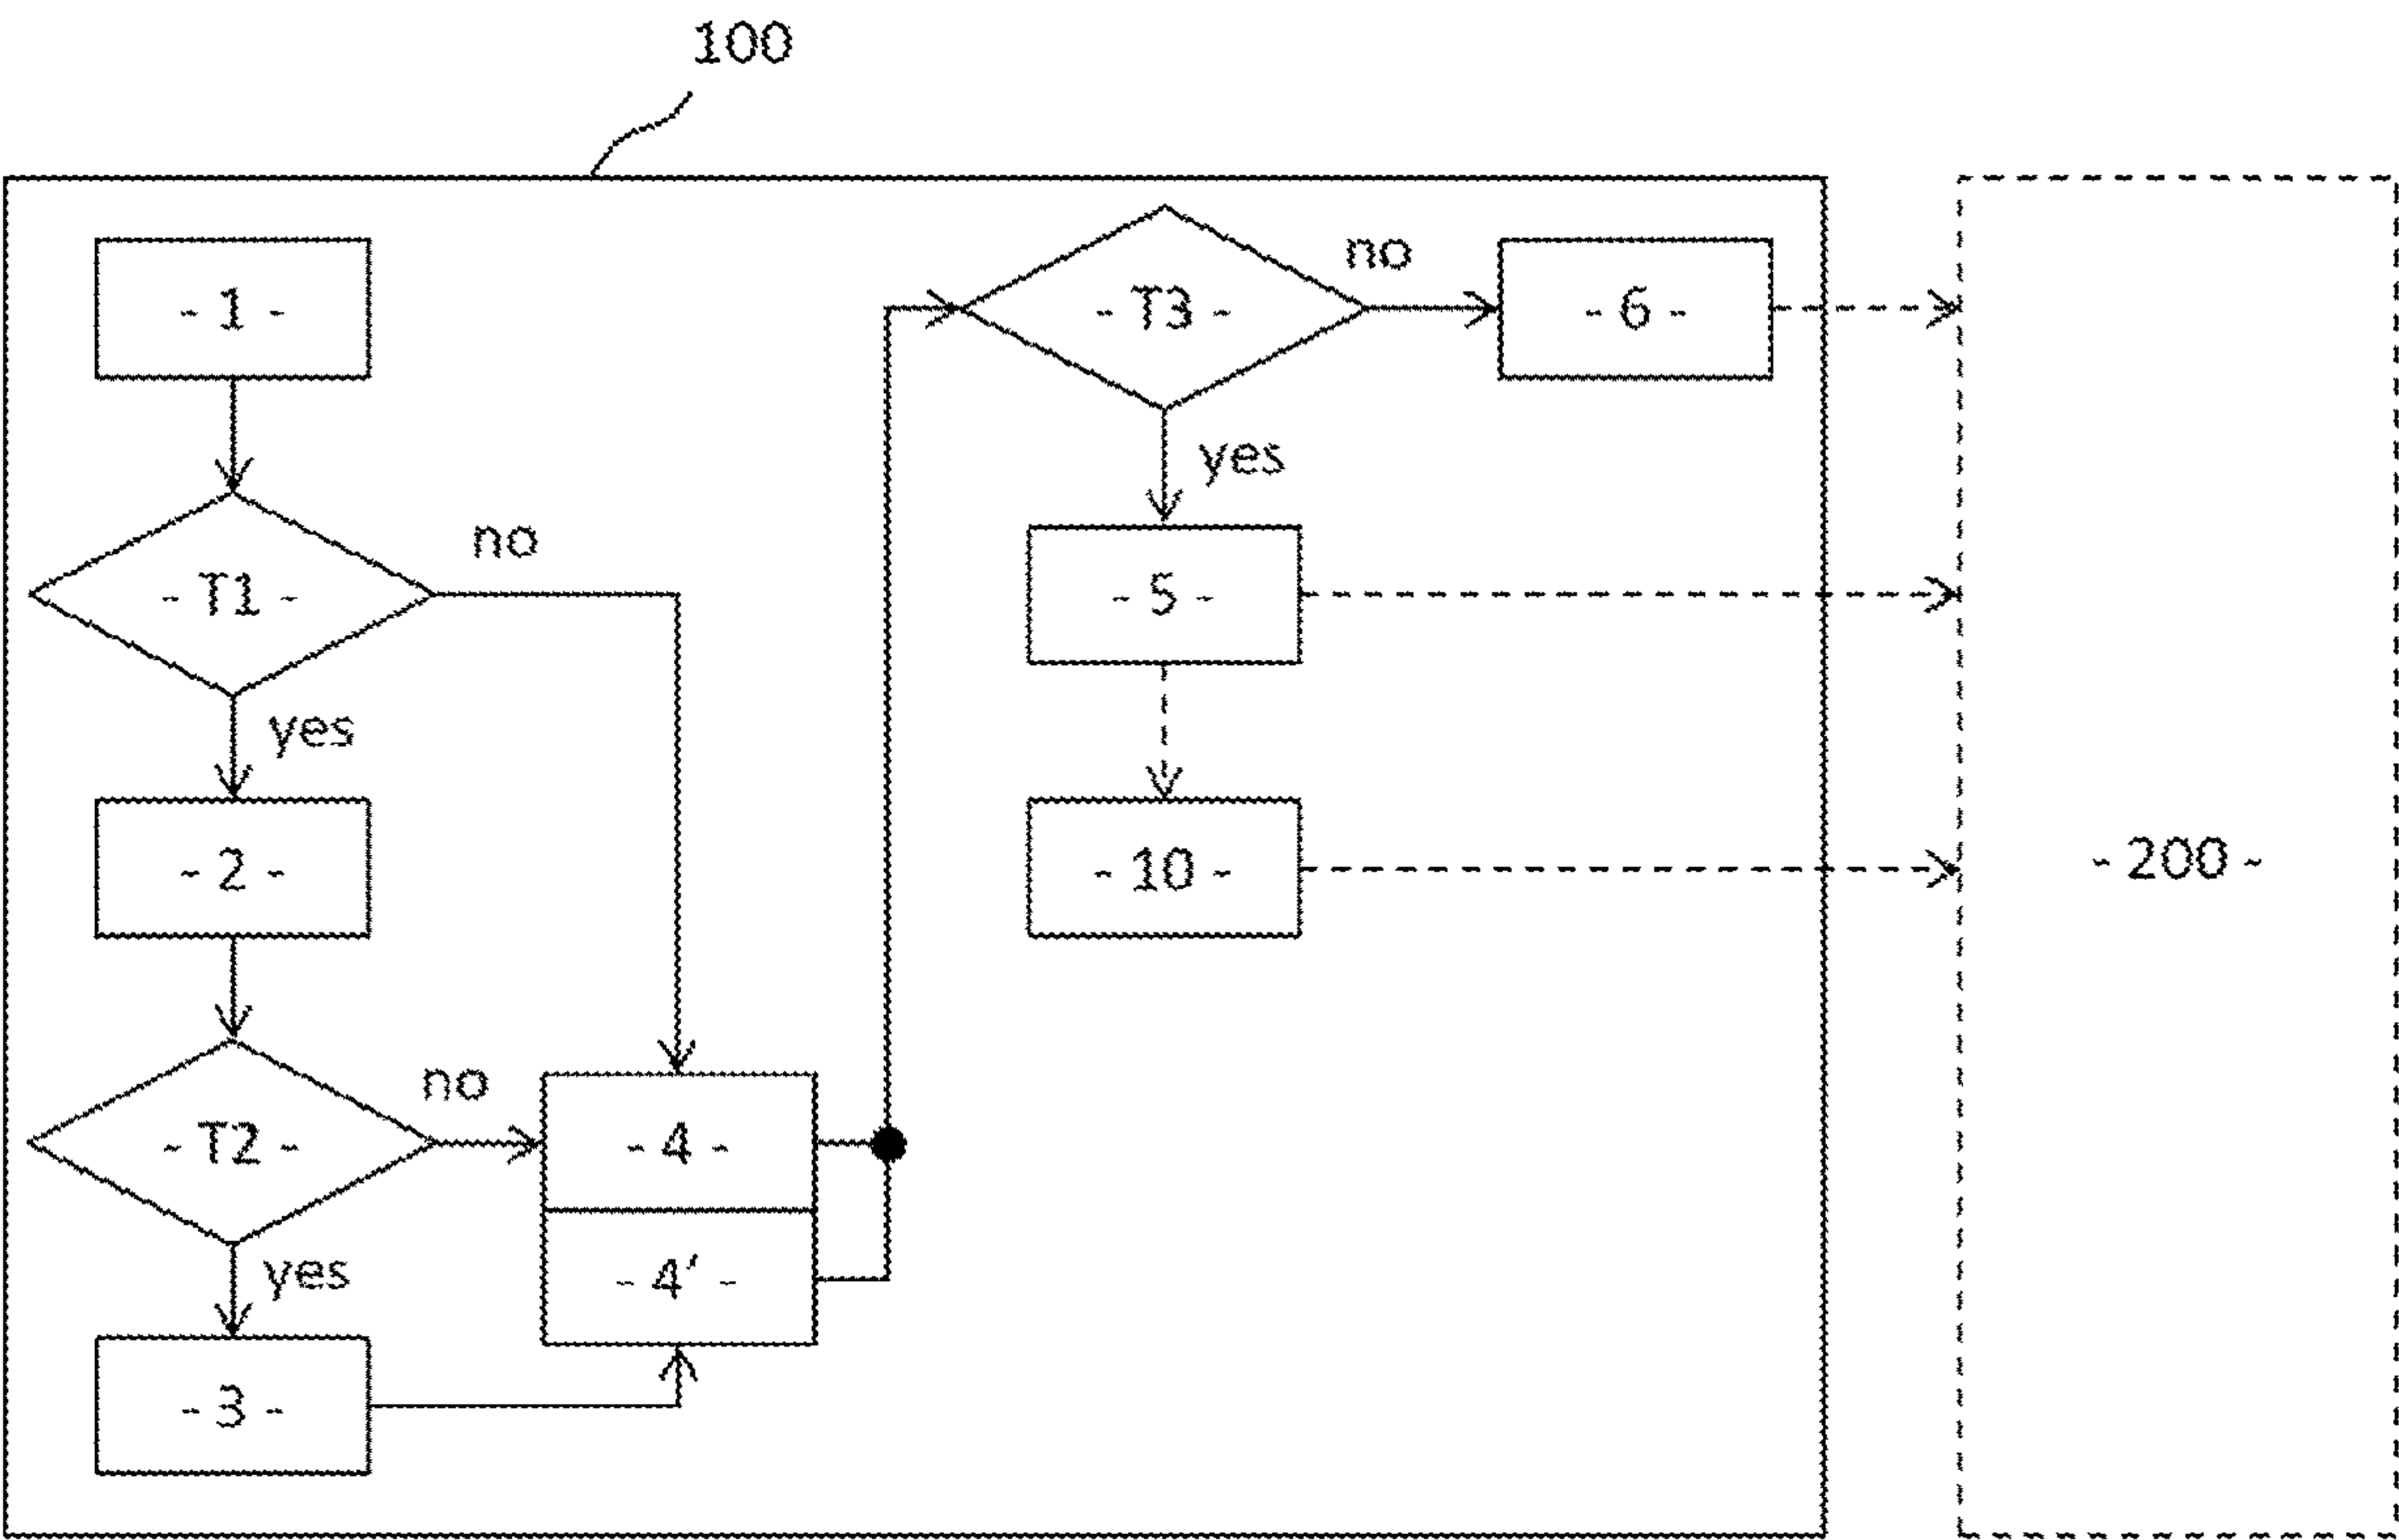 100
- 1 -
- T1 -
no
yes
- 2 -
- T2 -
no
yes
- 3 -
- 4 -
- 4' -
- T3 -
no
yes
- 6 -
- 5 -
- 10 -
- 200 -